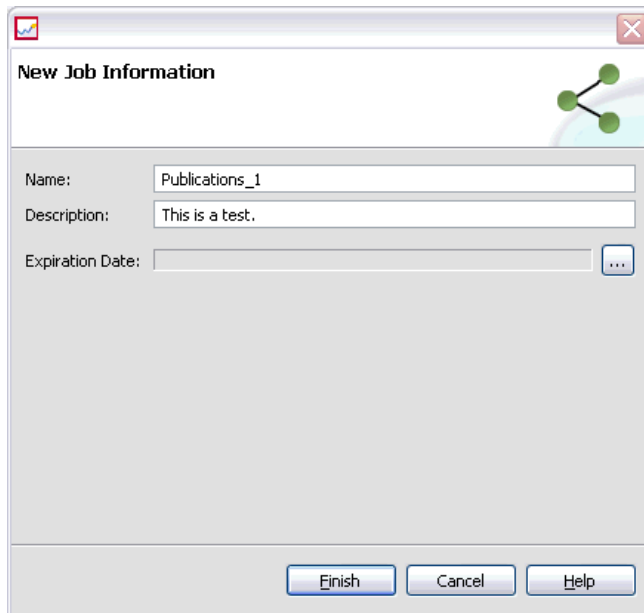 New Job Information
Name: Publications_1
Description: This is a test.
Expiration Date: ...
Finish Cancel Help